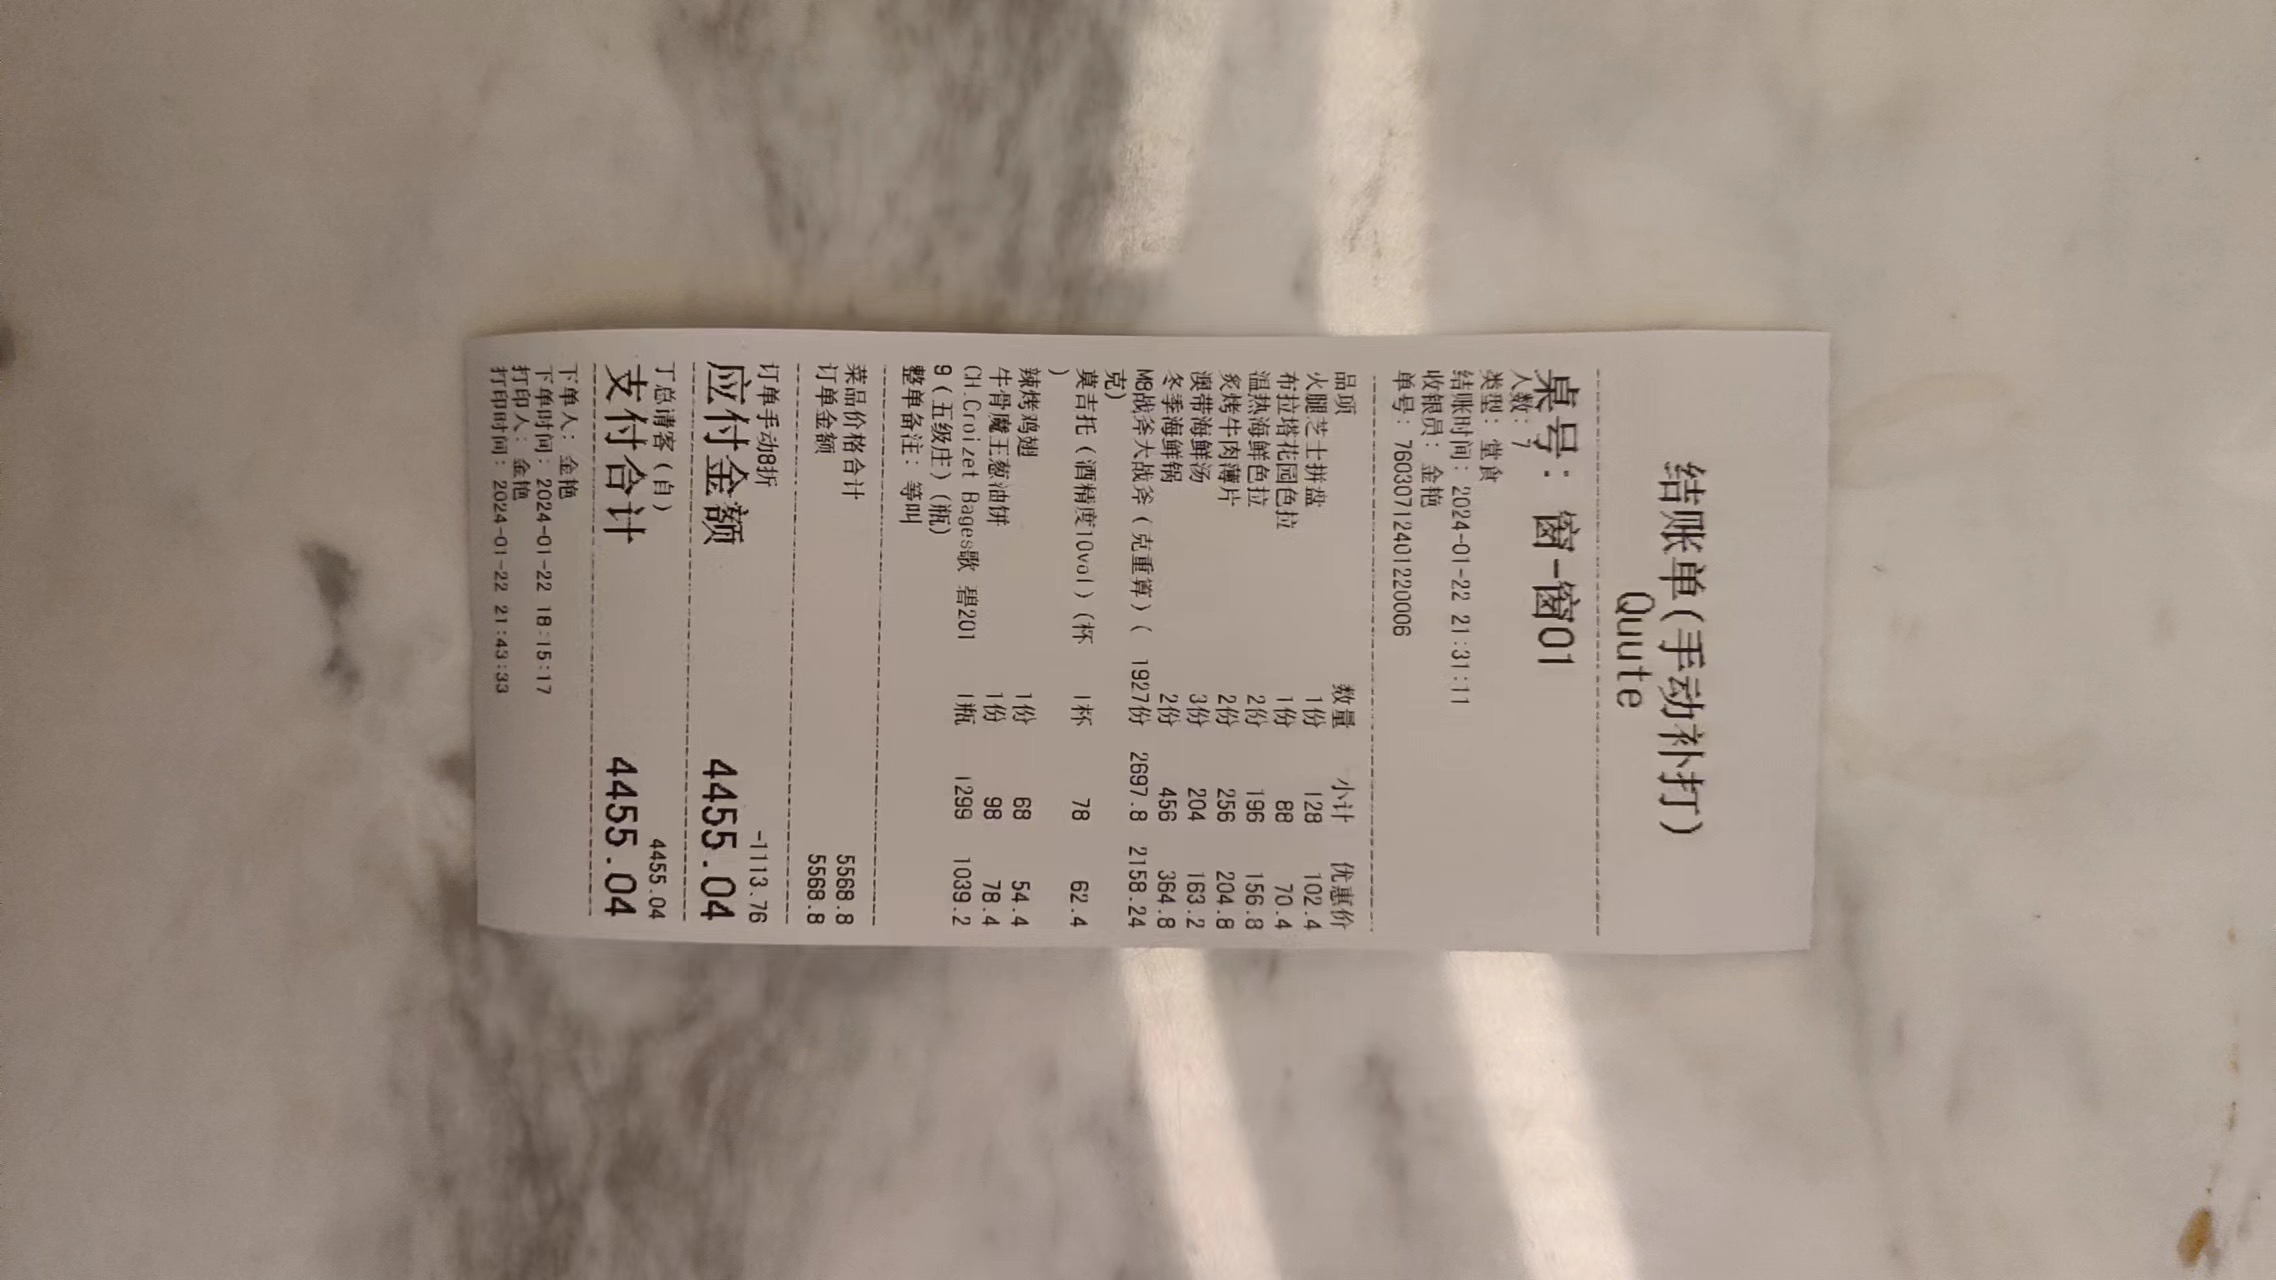 结账单(手动补打)
Quute
桌号：窗-窗01
人数：7
类型：堂食
结账时间：2024-01-22 21:31:11
收银员：金艳
单号：76030712401220006
品项 数量 小计 优惠价
火腿芝士拼盘 1份 128 102.4
布拉塔花园色拉 1份 88 70.4
温热海鲜色拉 2份 196 156.8
炙烤牛肉薄片 2份 256 204.8
澳带海鲜汤 3份 204 163.2
冬季海鲜锅 2份 456 364.8
M8战斧大战斧（克重算）( 1927份 2697.8 2158.24
克)
莫吉托（酒精度10vol）(杯 1杯 78 62.4
)
辣烤鸡翅 1份 68 54.4
牛骨魔王葱油饼 1份 98 78.4
CH.Croizet Bages歌 碧201 1瓶 1299 1039.2
9（五级庄）(瓶)
整单备注：等叫
菜品价格合计 5568.8
订单金额 5568.8
订单手动8折 -1113.76
应付金额 4455.04
丁总请客（自） 4455.04
支付合计 4455.04
下单人：金艳
下单时间：2024-01-22 18:15:17
打印人：金艳
打印时间：2024-01-22 21:43:33